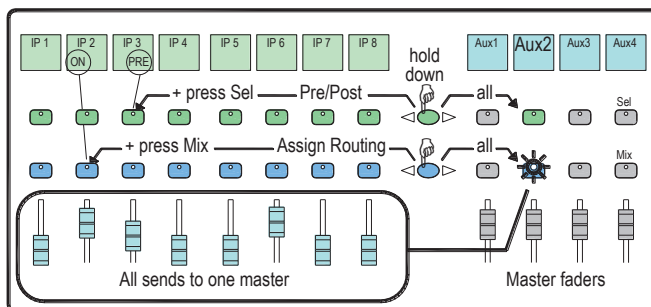 IP 1 IP 2 IP 3 IP 4 IP 5 IP 6 IP 7 IP 8 Aux1 Aux2 Aux3 Aux4
ON PRE
hold
down
+ press Sel Pre/Post all Sel
+ press Mix Assign Routing all Mix
All sends to one master Master faders